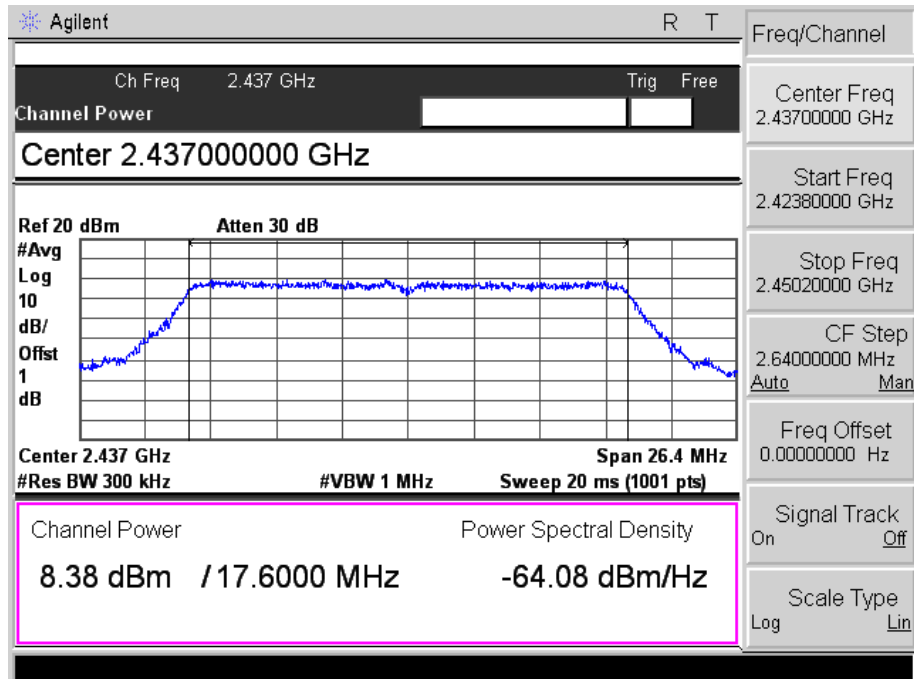 Agilent
R T
Freq/Channel
Ch Freq 2.437 GHz
Trig Free
Channel Power
Center 2.437000000 GHz
Ref 20 dBm
Atten 30 dB
#Avg
Log
10
dB/
Offst
1
dB
Center 2.437 GHz
Span 26.4 MHz
#Res BW 300 kHz
#VBW 1 MHz
Sweep 20 ms (1001 pts)
Channel Power
Power Spectral Density
8.38 dBm / 17.6000 MHz
-64.08 dBm/Hz
Center Freq
2.43700000 GHz
Start Freq
2.42380000 GHz
Stop Freq
2.45020000 GHz
CF Step
2.64000000 MHz
Auto Man
Freq Offset
0.00000000 Hz
Signal Track
On Off
Scale Type
Log Lin